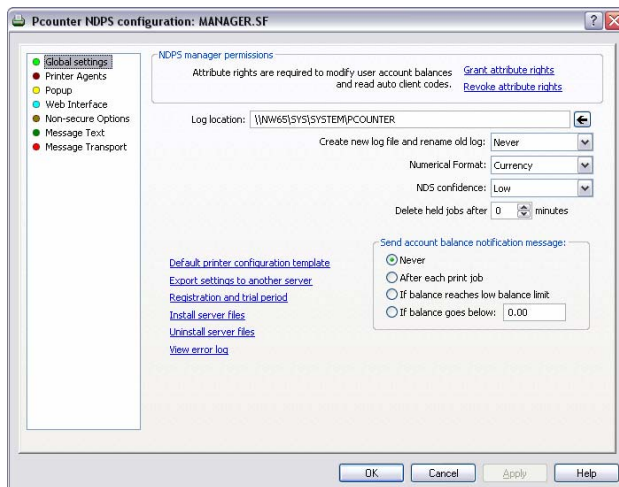 Pcounter NDPS configuration: MANAGER.SF
Global settings
Printer Agents
Popup
Web Interface
Non-secure Options
Message Text
Message Transport
NDPS manager permissions
Attribute rights are required to modify user account balances
and read auto client codes.
Grant attribute rights
Revoke attribute rights
Log location: \\NW65\SYS\SYSTEM\PCOUNTER
Create new log file and rename old log: Never
Numerical Format: Currency
NDS confidence: Low
Delete held jobs after 0 minutes
Send account balance notification message:
Never
After each print job
If balance reaches low balance limit
If balance goes below: 0.00
Default printer configuration template
Export settings to another server
Registration and trial period
Install server files
Uninstall server files
View error log
OK Cancel Apply Help